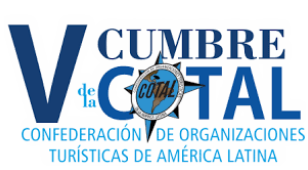 V CUMBRE
de la COTAL
COTAL
CONFEDERACIÓN DE ORGANIZACIONES
TURÍSTICAS DE AMÉRICA LATINA